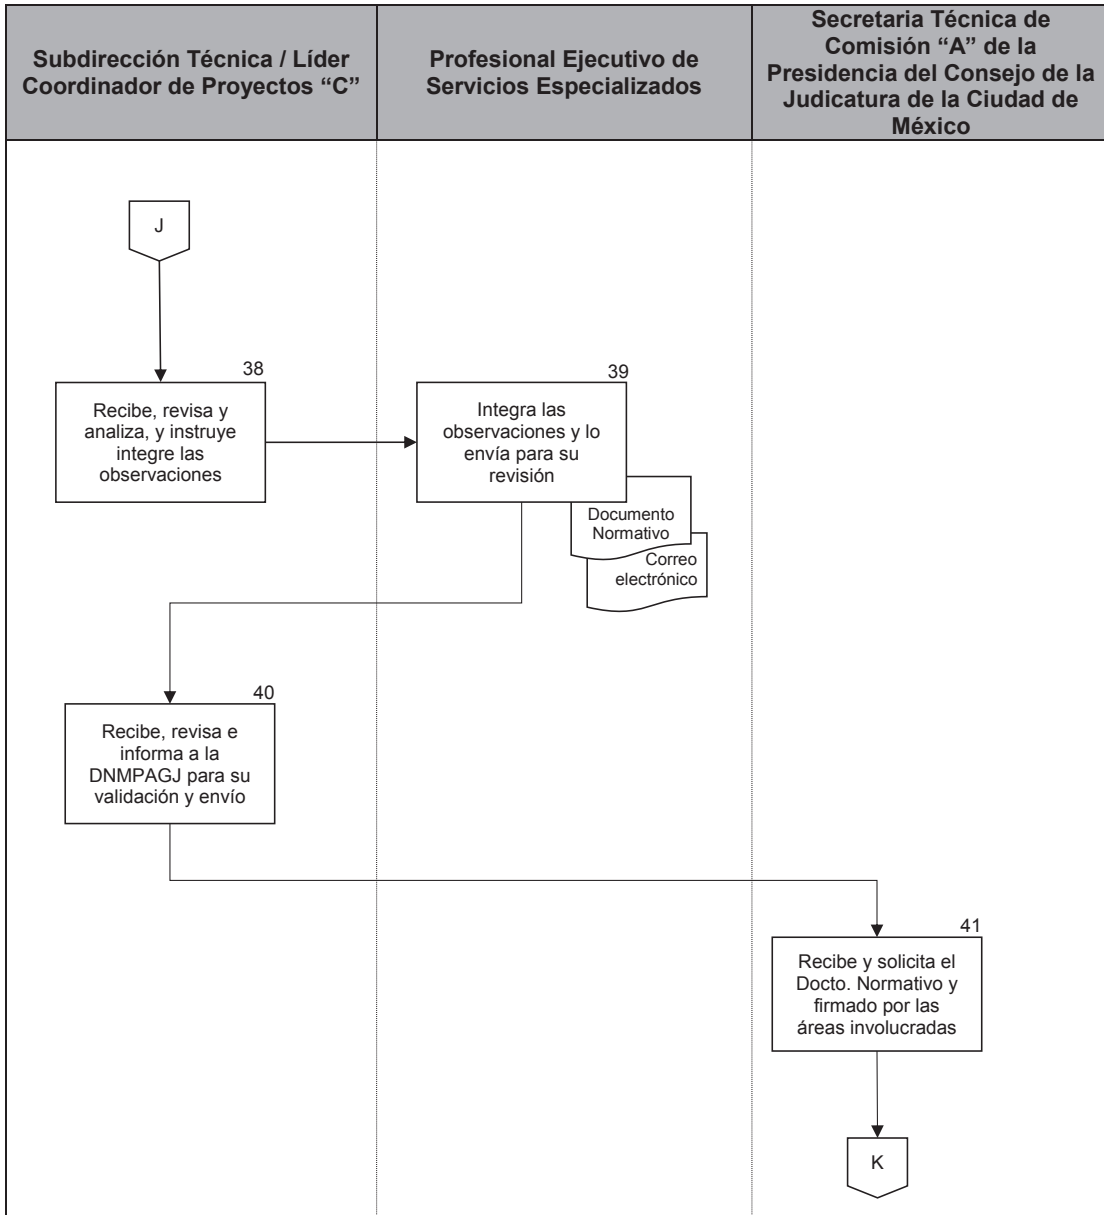 Subdirección Técnica / Líder
Coordinador de Proyectos “C”
Profesional Ejecutivo de
Servicios Especializados
Secretaria Técnica de
Comisión “A” de la
Presidencia del Consejo de la
Judicatura de la Ciudad de
México
J
38
Recibe, revisa y
analiza, y instruye
integre las
observaciones
39
Integra las
observaciones y lo
envía para su
revisión
Documento
Normativo
Correo
electrónico
40
Recibe, revisa e
informa a la
DNMPAGJ para su
validación y envío
41
Recibe y solicita el
Docto. Normativo y
firmado por las
áreas involucradas
K